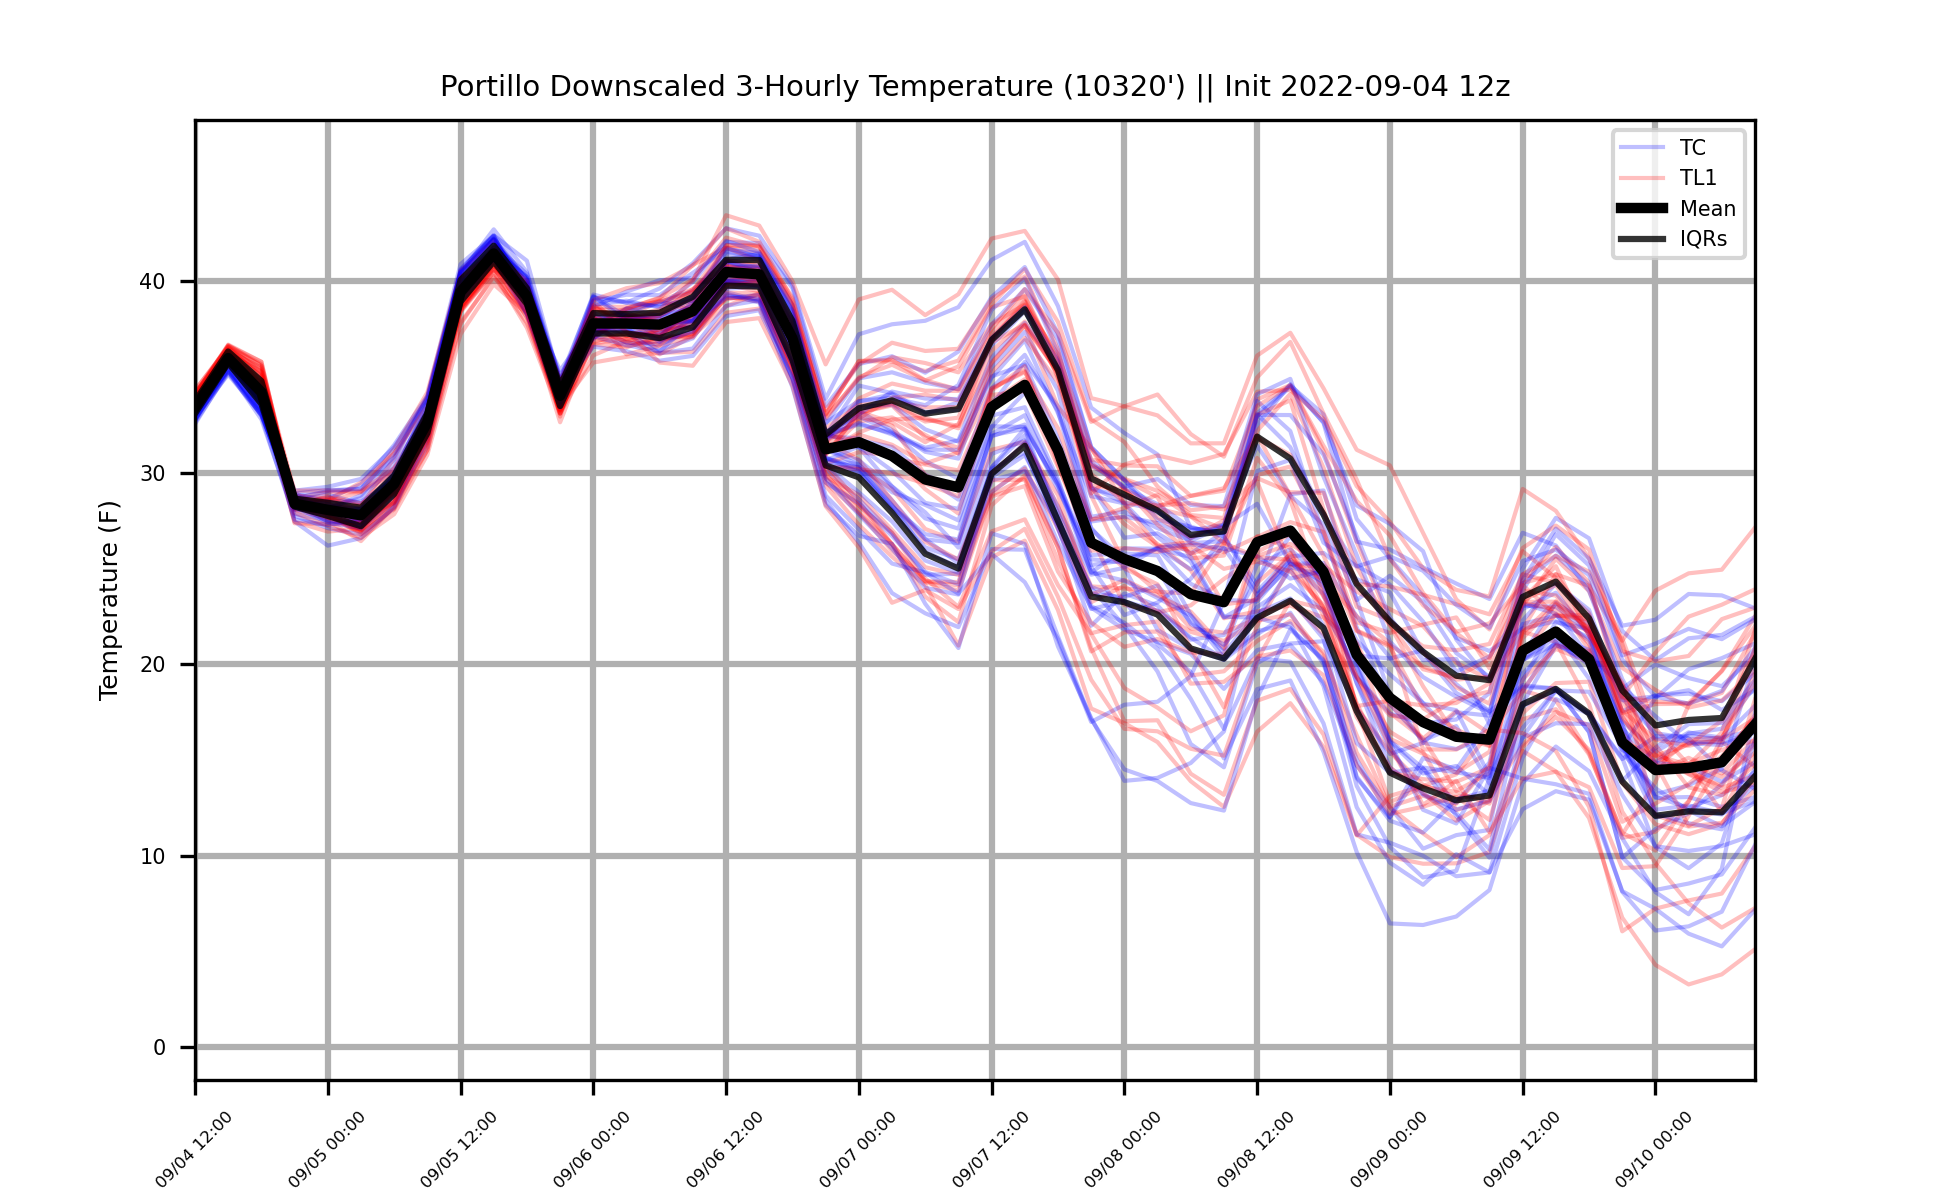 Portillo Downscaled 3-Hourly Temperature (10320') || Init 2022-09-04 12z
TC
TL1
Mean
IQRs
Temperature (F)
40
30
20
10
0
09/04 12:00
09/05 00:00
09/05 12:00
09/06 00:00
09/06 12:00
09/07 00:00
09/07 12:00
09/08 00:00
09/08 12:00
09/09 00:00
09/09 12:00
09/10 00:00